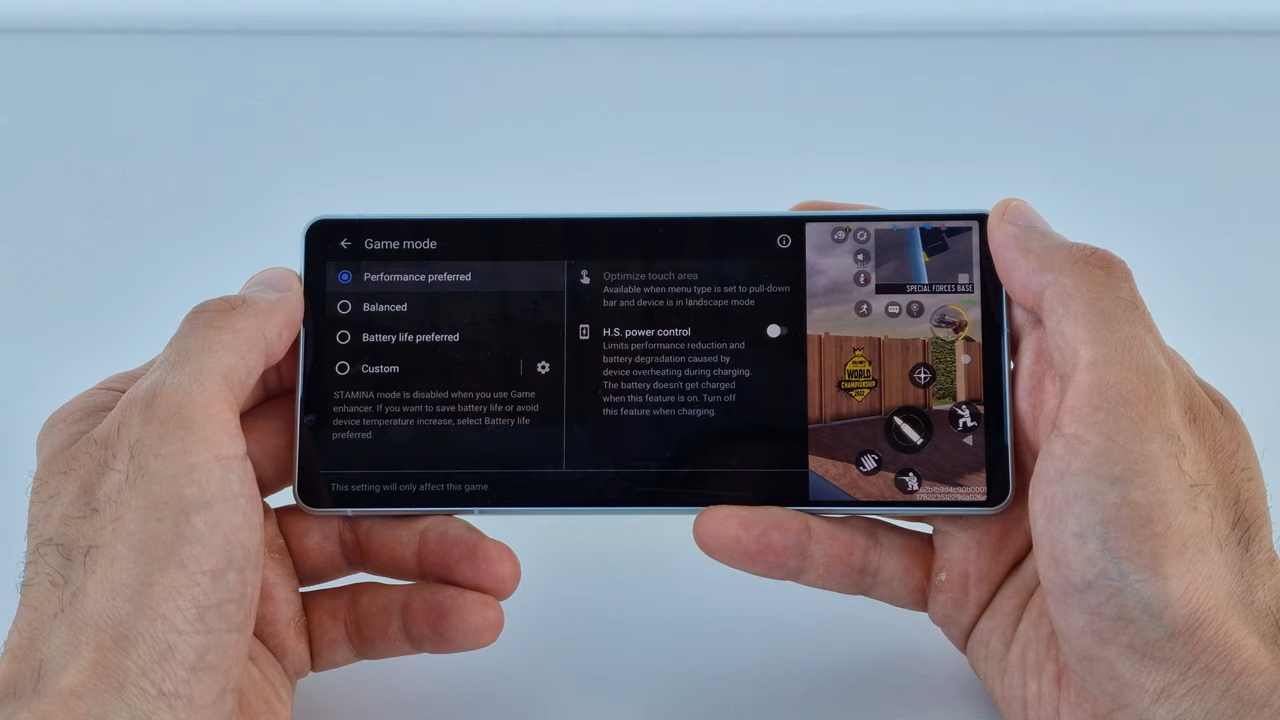 Game mode
Performance preferred
Balanced
Battery life preferred
Custom
STAMINA mode is disabled when you use Game
enhancer. If you want to save battery life or avoid
device temperature increase, select Battery life
preferred.
This setting will only affect this game.
Optimize touch area
Available when menu type is set to pull-down
bar and device is in landscape mode
H.S. power control
Limits performance reduction and
battery degradation caused by
device overheating during charging.
The battery doesn't get charged
when this feature is on. Turn off
this feature when charging.
SPECIAL FORCES BASE
WORLD
CHAMPIONSHIP
2022